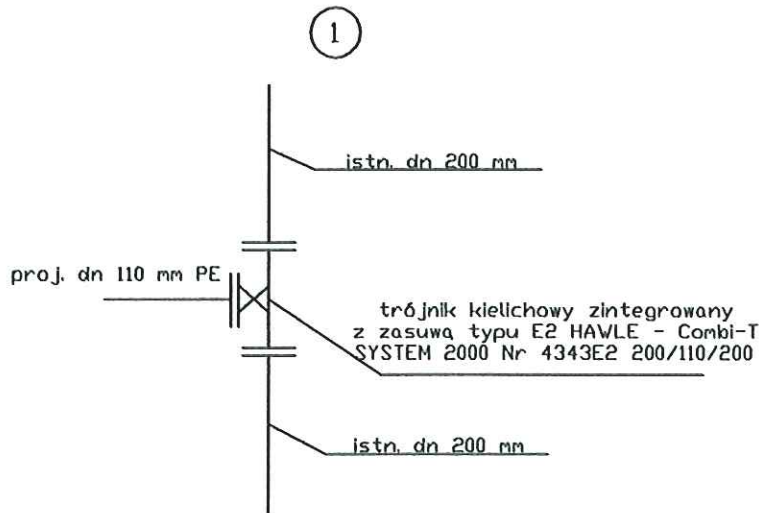 1
istn. dn 200 mm
proj. dn 110 mm PE
trójnik kielichowy zintegrowany
z zasuwą typu E2 HAWLE - Combi-T
SYSTEM 2000 Nr 4343E2 200/110/200
istn. dn 200 mm